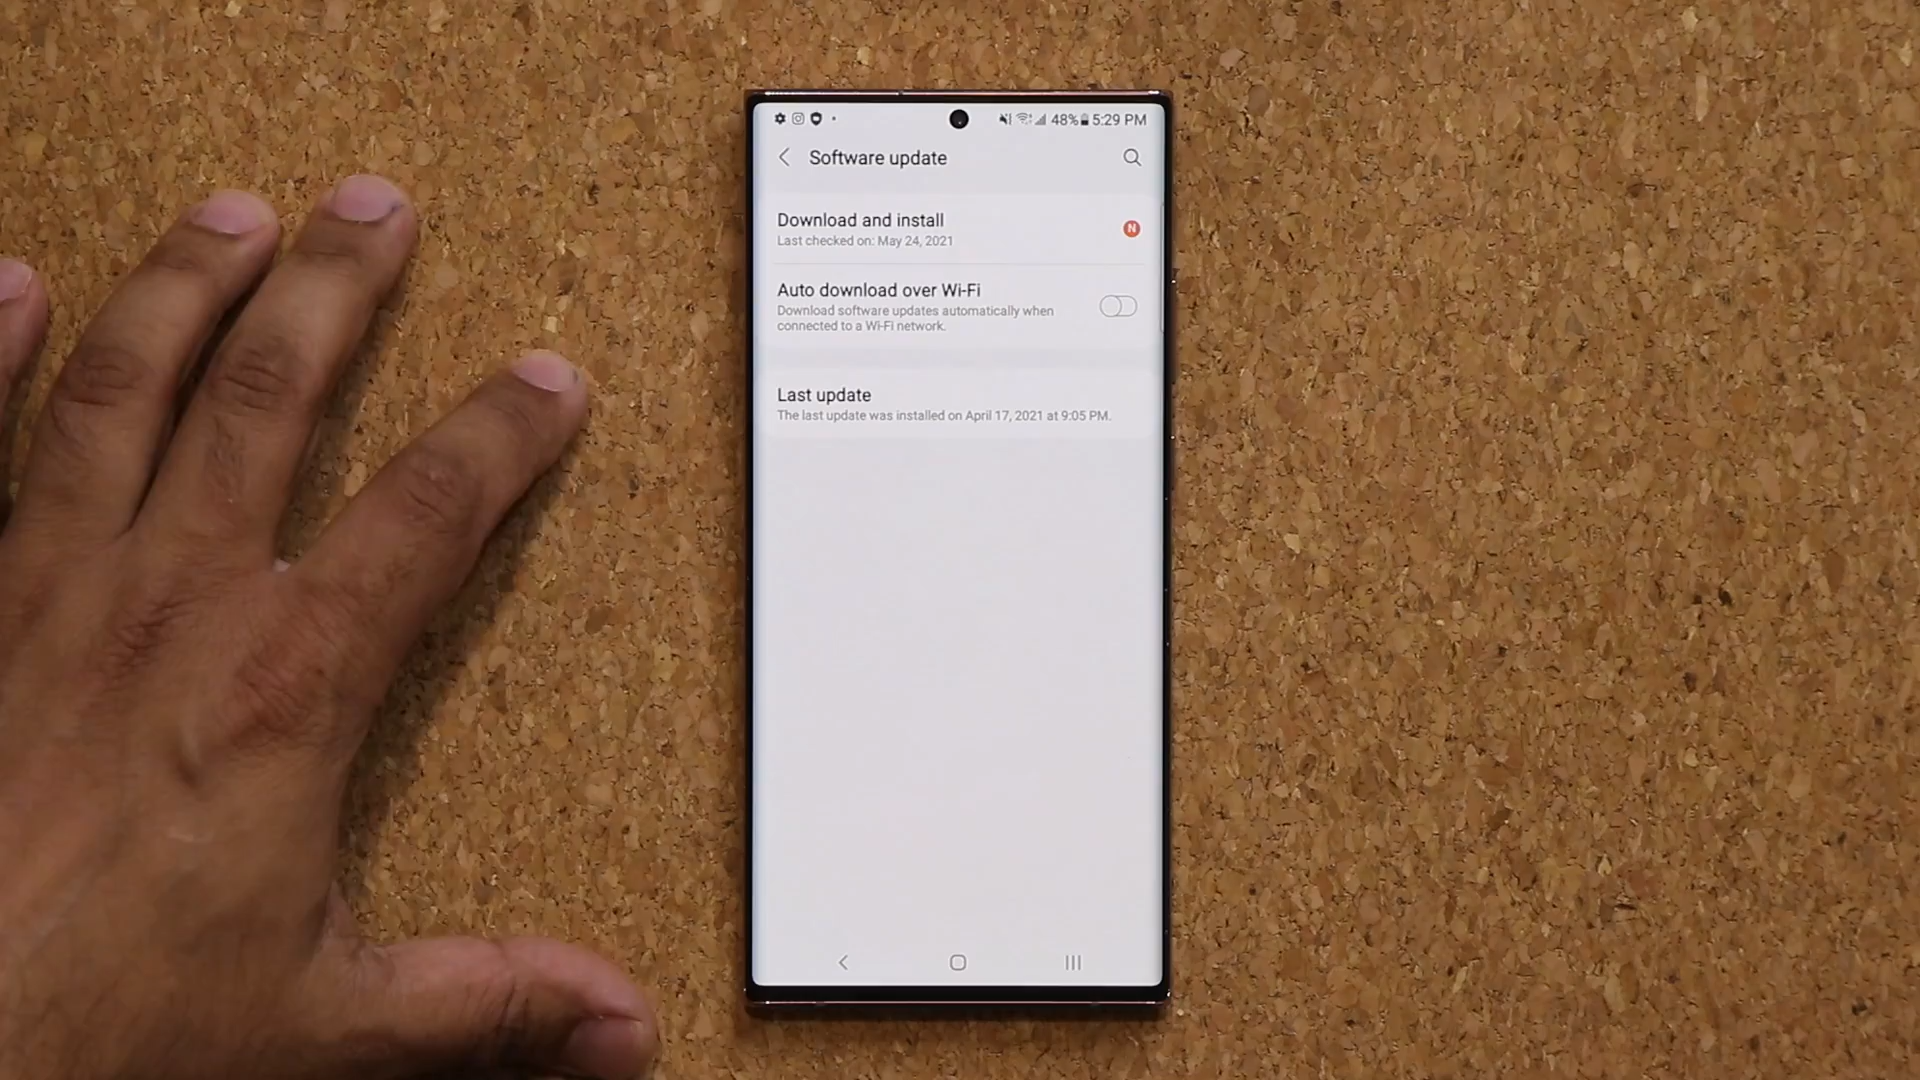 48% 5:29 PM
Software update
Download and install
Last checked on: May 24, 2021
N
Auto download over Wi-Fi
Download software updates automatically when
connected to a Wi-Fi network.
Last update
The last update was installed on April 17, 2021 at 9:05 PM.